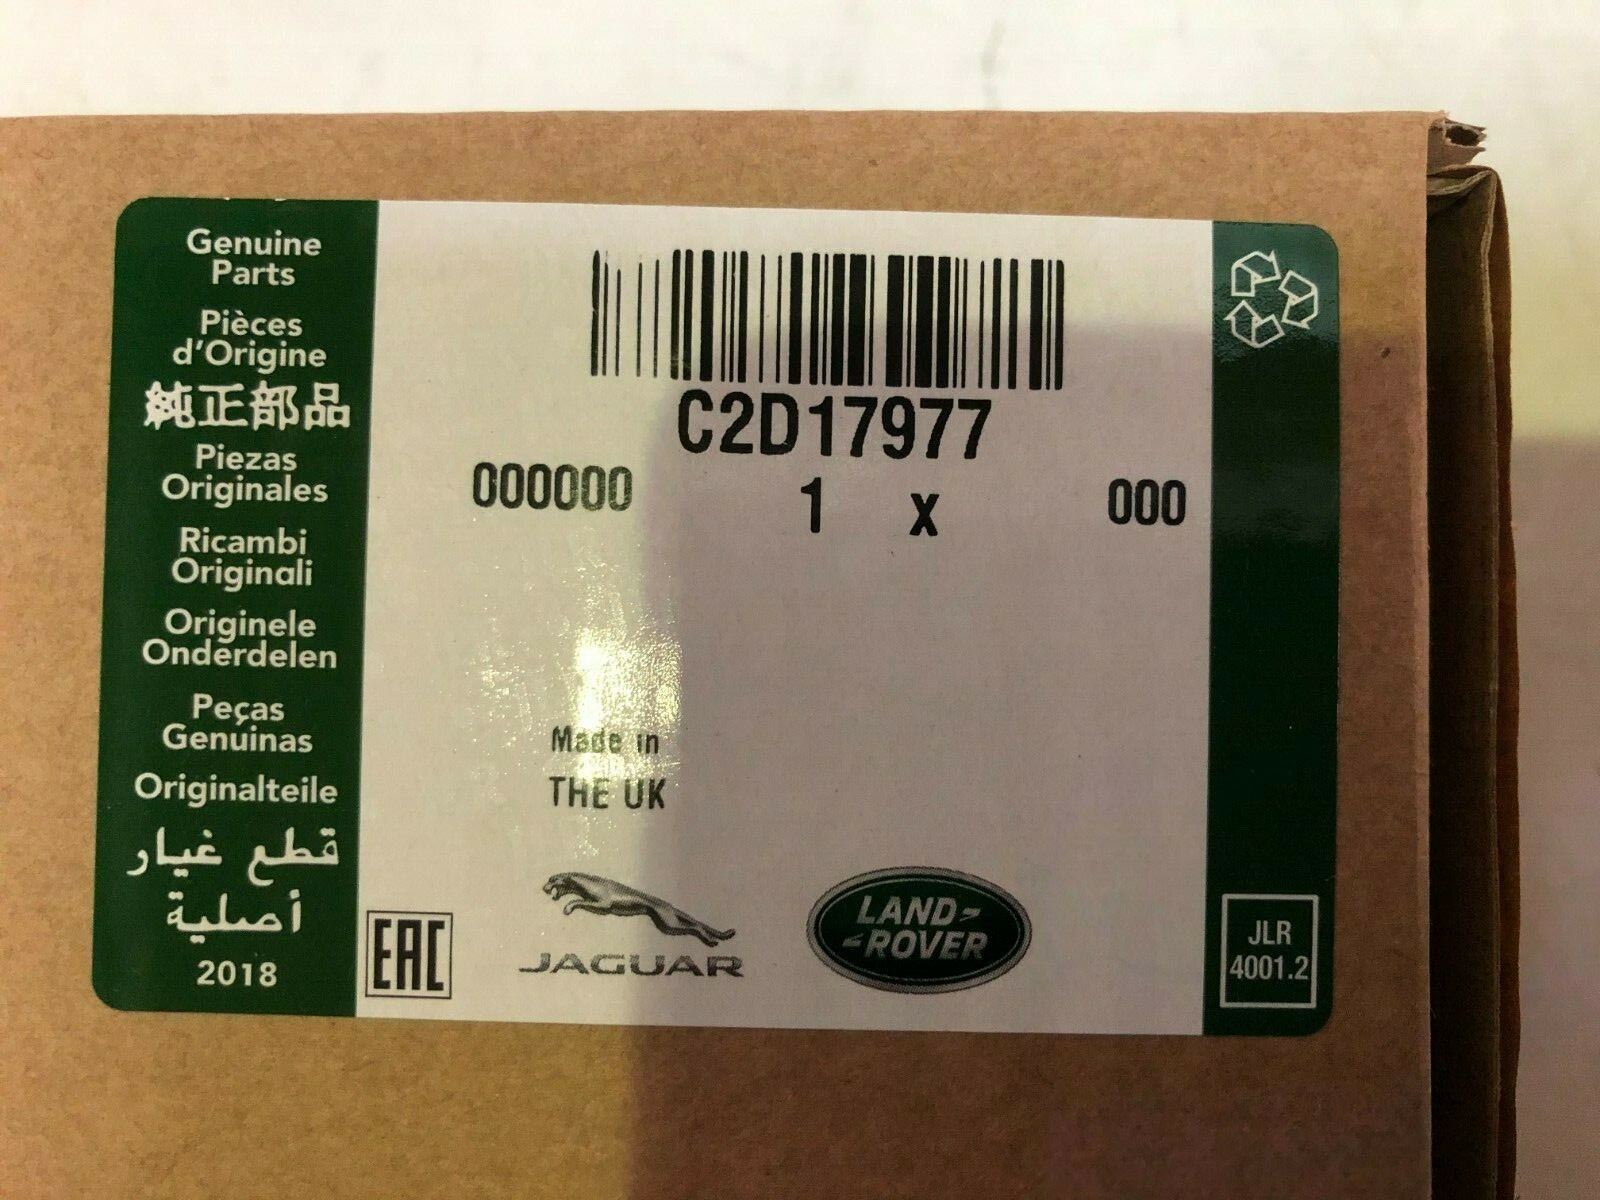 Genuine
Parts
Pièces
d'Origine
純正部品
Piezas
Originales
Ricambi
Originali
Originele
Onderdelen
Peças
Genuinas
Originalteile
قطع غيار
أصلية
2018
C2D17977
000000 1 x 000
Made in
THE UK
EAC
JAGUAR
LAND-
-ROVER
JLR
4001.2